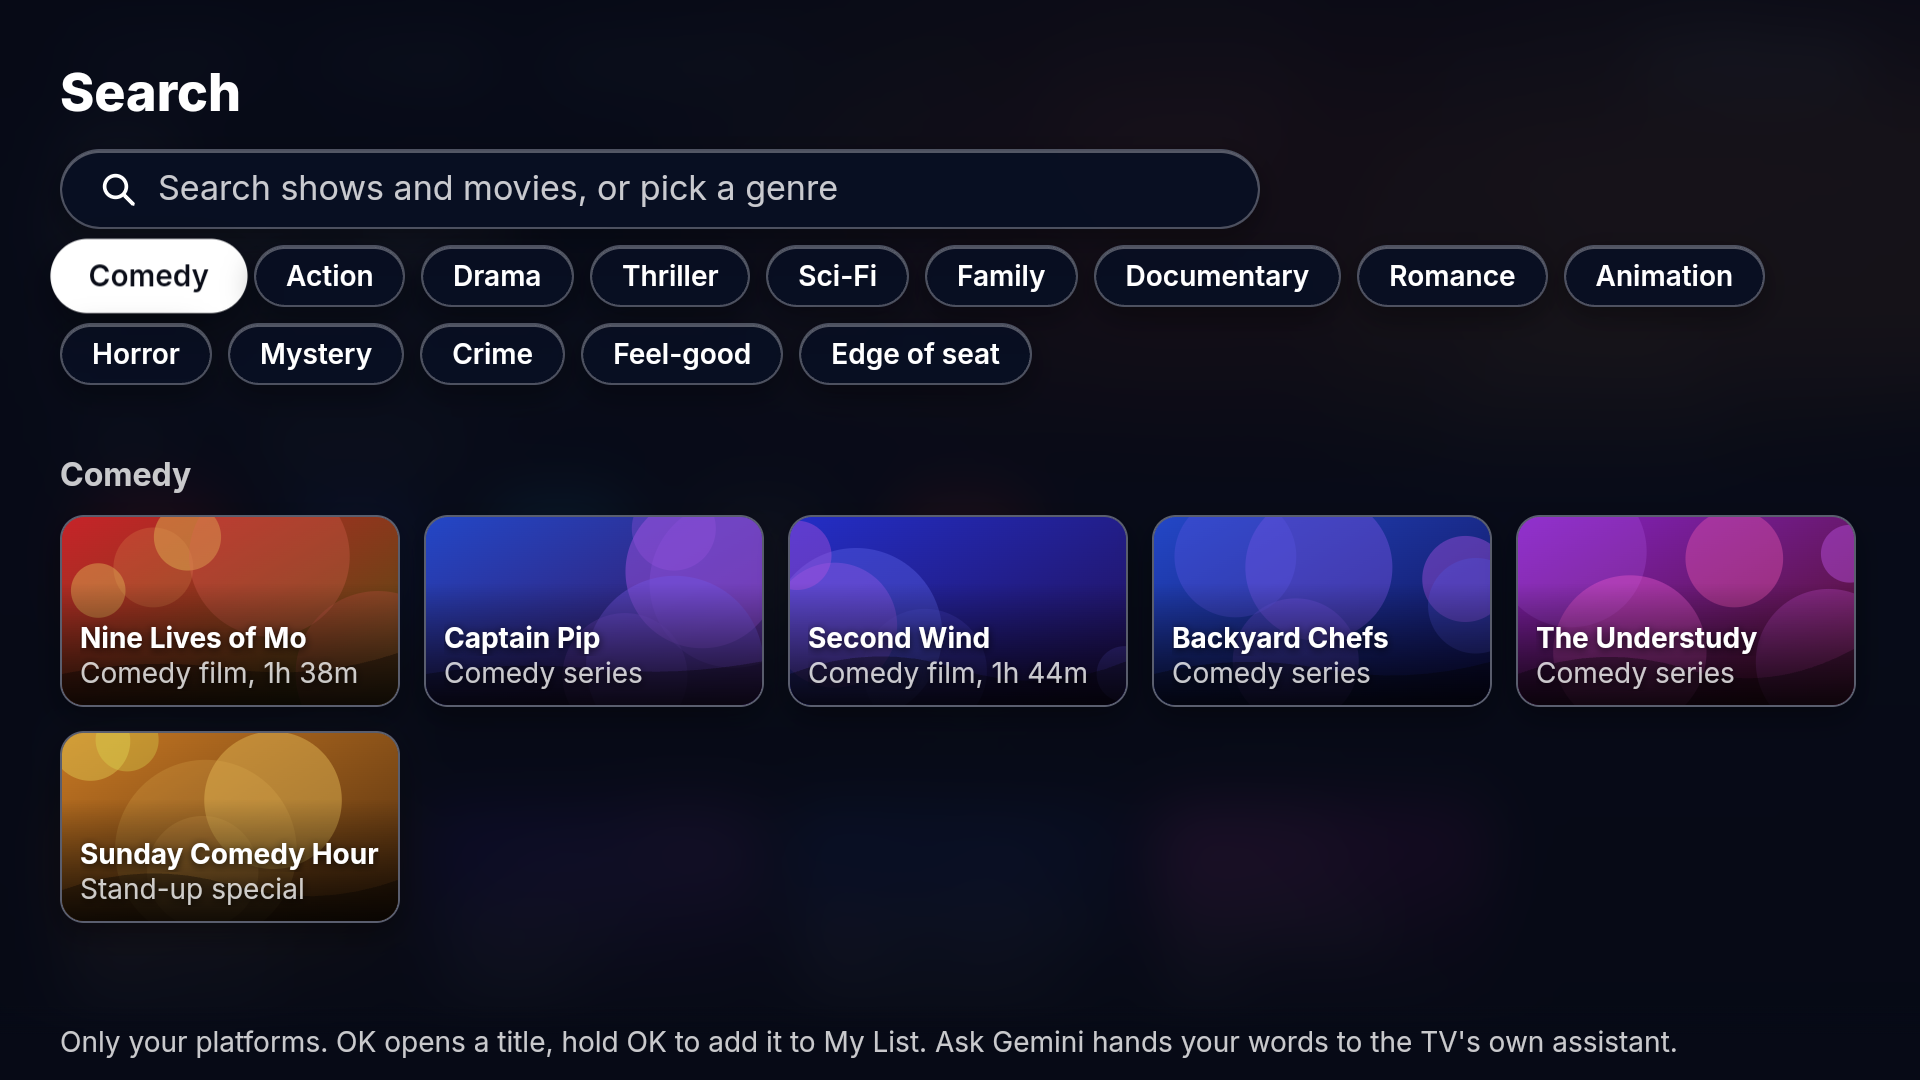 Search
Search shows and movies, or pick a genre
Comedy Action Drama Thriller Sci-Fi Family Documentary Romance Animation
Horror Mystery Crime Feel-good Edge of seat
Comedy
Nine Lives of Mo
Comedy film, 1h 38m
Captain Pip
Comedy series
Second Wind
Comedy film, 1h 44m
Backyard Chefs
Comedy series
The Understudy
Comedy series
Sunday Comedy Hour
Stand-up special
Only your platforms. OK opens a title, hold OK to add it to My List. Ask Gemini hands your words to the TV's own assistant.